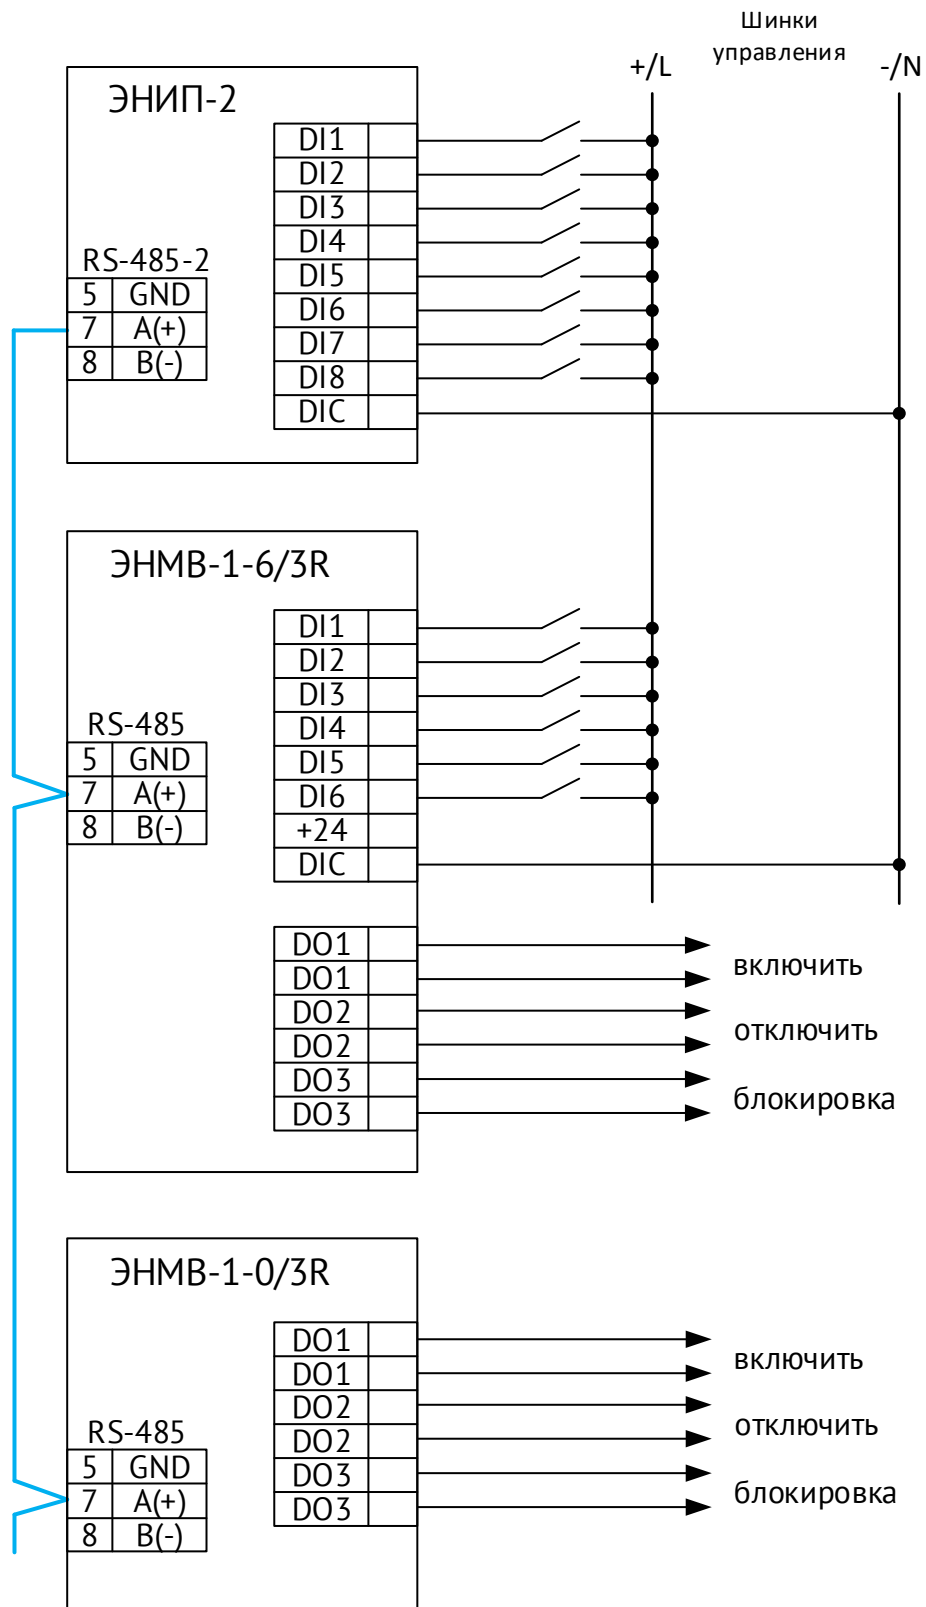 Шинки
управления
+/L
-/N
ЭНИП-2
DI1
DI2
DI3
DI4
DI5
DI6
DI7
DI8
DIC
RS-485-2
5 GND
7 A(+)
8 B(-)
ЭНМВ-1-6/3R
DI1
DI2
DI3
DI4
DI5
DI6
+24
DIC
RS-485
5 GND
7 A(+)
8 B(-)
DO1
DO1
DO2
DO2
DO3
DO3
включить
отключить
блокировка
ЭНМВ-1-0/3R
DO1
DO1
DO2
DO2
DO3
DO3
включить
отключить
блокировка
RS-485
5 GND
7 A(+)
8 B(-)